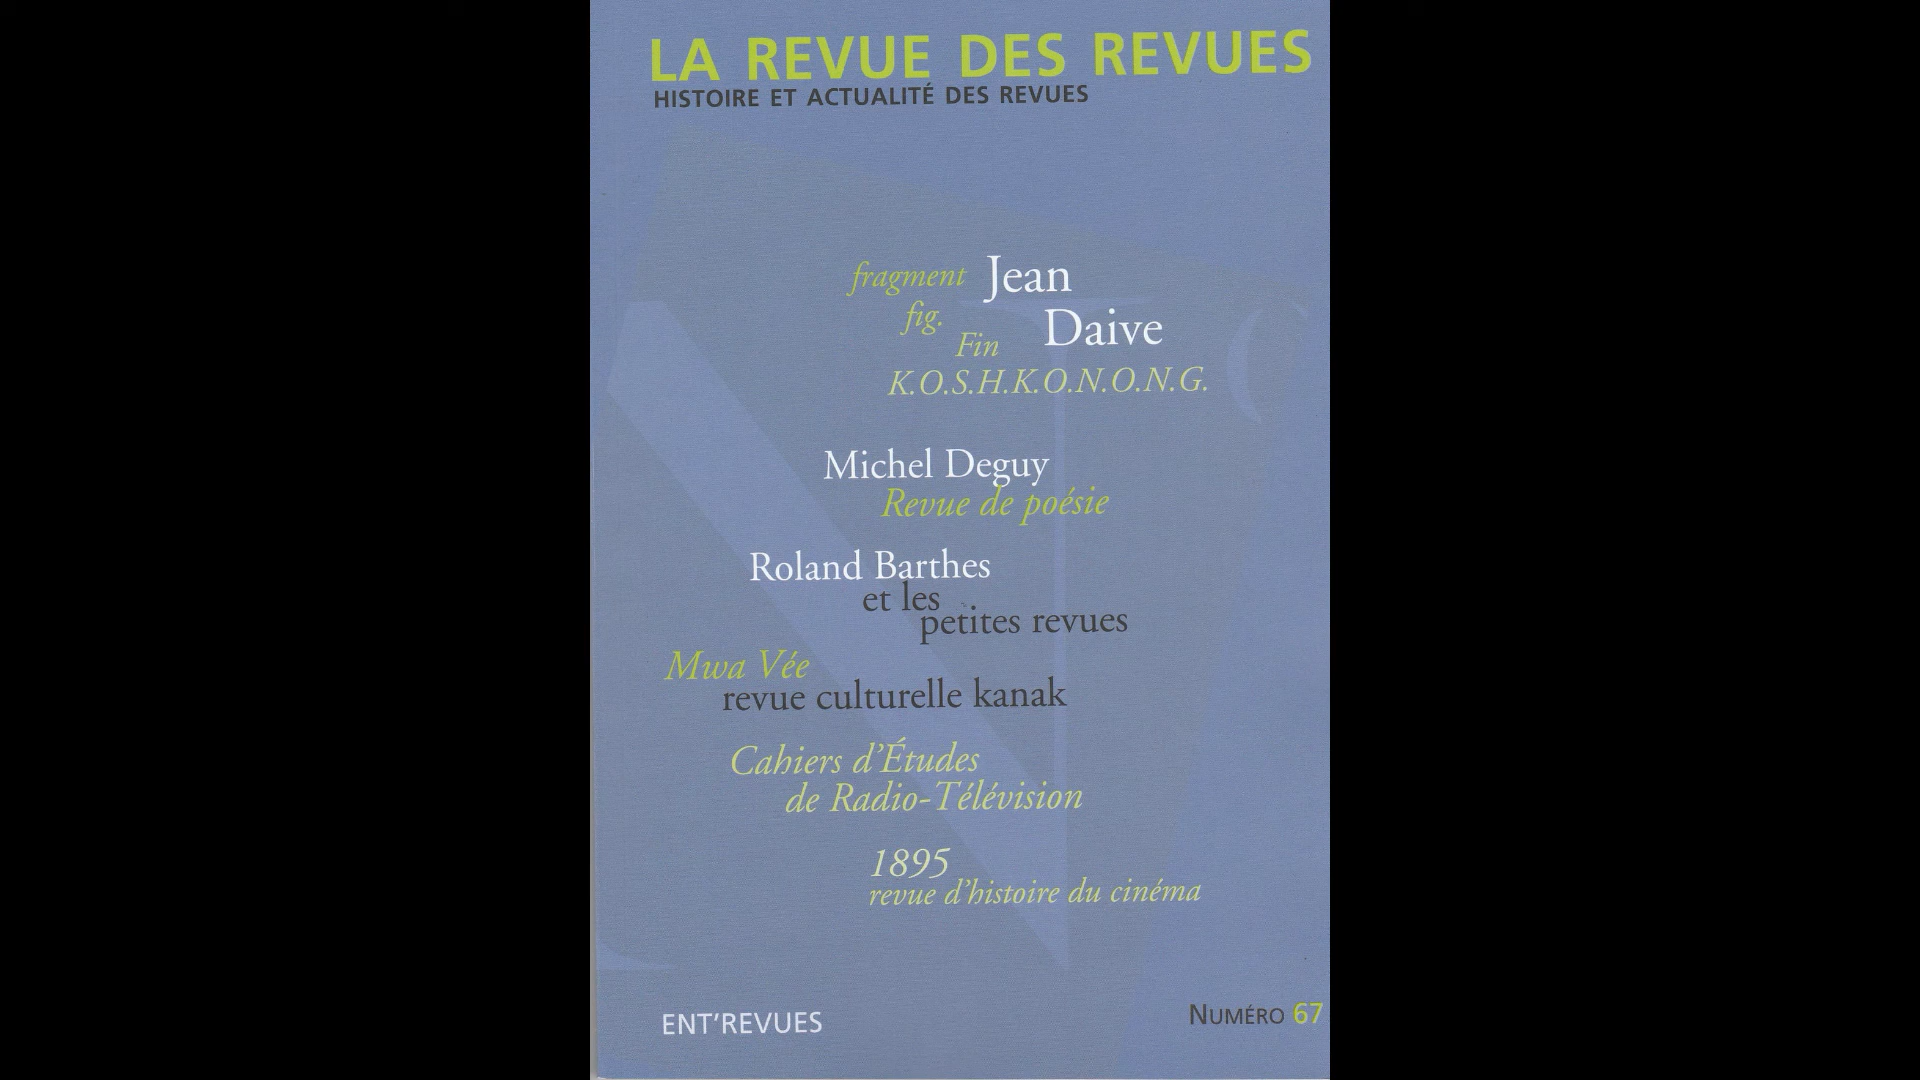 LA REVUE DES REVUES
HISTOIRE ET ACTUALITÉ DES REVUES
fragment Jean
fig.
Daive
Fin
K.O.S.H.K.O.N.O.N.G.
Michel Deguy
Revue de poésie
Roland Barthes
et les
petites revues
Mwa Vée
revue culturelle kanak
Cahiers d'Études
de Radio-Télévision
1895
revue d'histoire du cinéma
ENT'REVUES
NUMÉRO 67